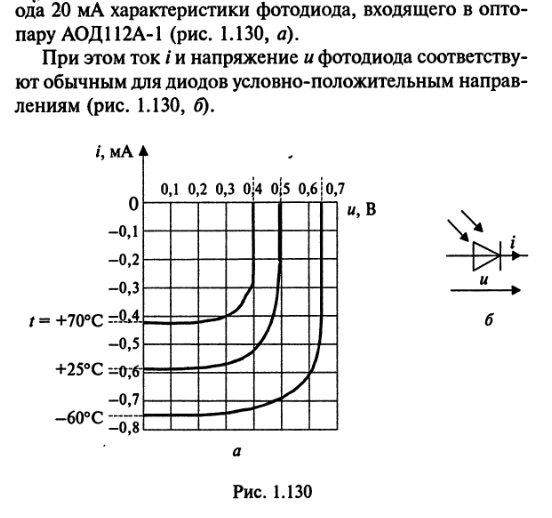 ода 20 мА характеристики фотодиода, входящего в опто-
пару АОД112А-1 (рис. 1.130, а).
При этом ток i и напряжение u фотодиода соответству-
ют обычным для диодов условно-положительным направ-
лениям (рис. 1.130, б).
i, мА
0,1 0,2 0,3 0,4 0,5 0,6 0,7
0
u, В
–0,1
–0,2
–0,3
–0,4
t = +70°C
–0,5
+25°C
–0,6
–0,7
–60°C
–0,8
i
u
а
б
Рис. 1.130